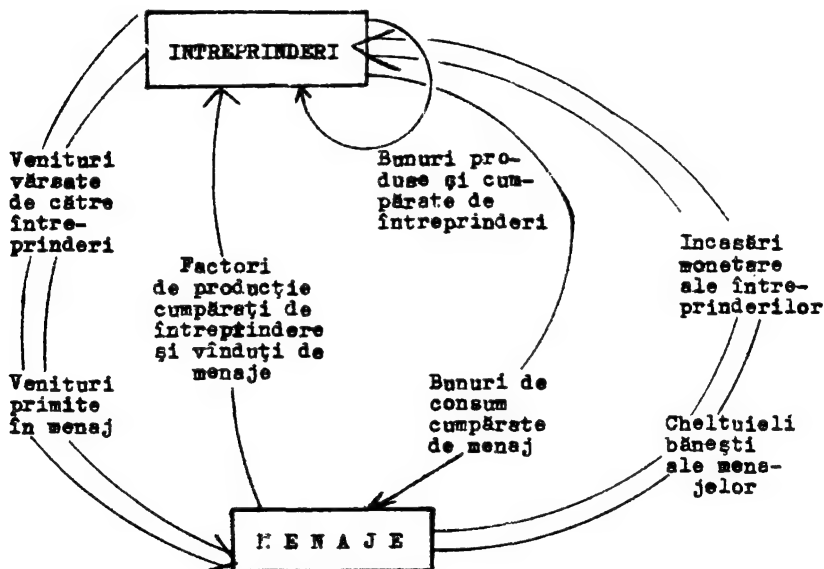 INTREPRINDERI
Venituri
vărsate
de către
între-
prinderi
Bunuri pro-
duse şi cum-
părate de
întreprinderi
Incasări
monetare
ale între-
prinderilor
Factori
de producţie
cumpăraţi de
întreprindere
şi vînduţi de
menaje
Venituri
primite
în menaj
Bunuri de
consum
cumpărate
de menaj
Cheltuieli
băneşti
ale mena-
jelor
MENAJE